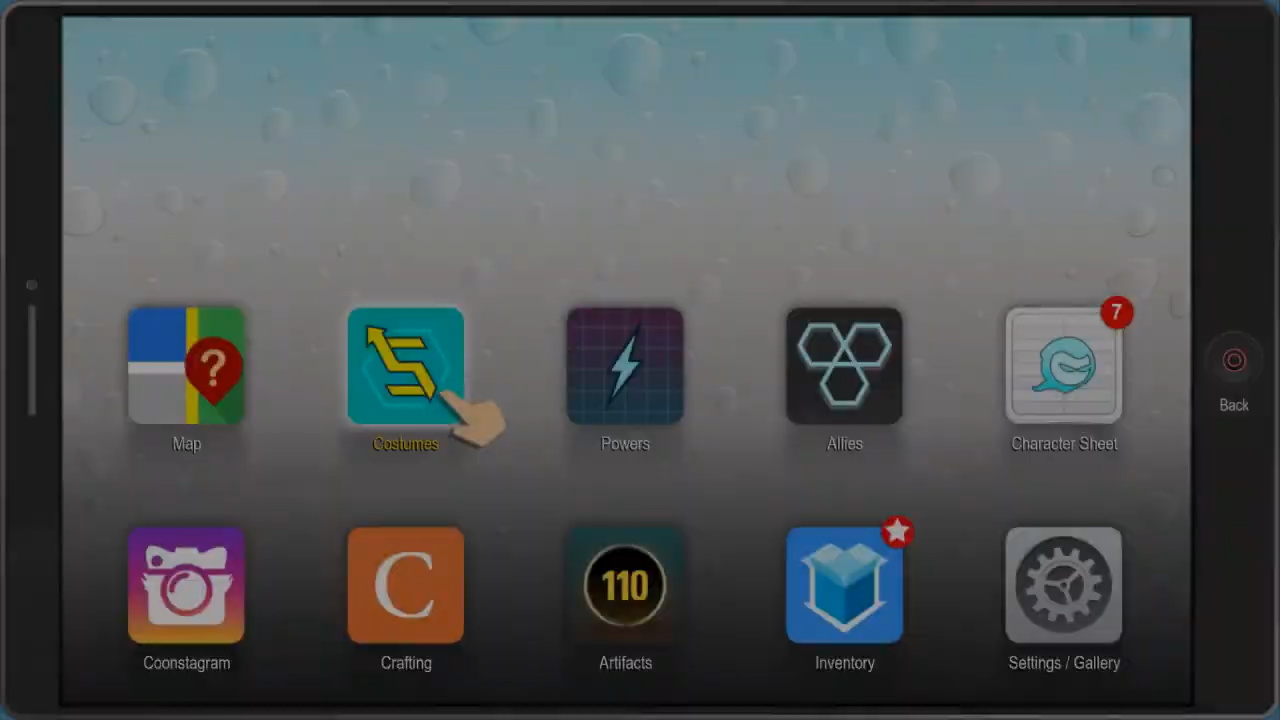 7
?
Map
Costumes
Powers
Allies
Character Sheet
Back
C
110
Coonstagram
Crafting
Artifacts
Inventory
Settings / Gallery